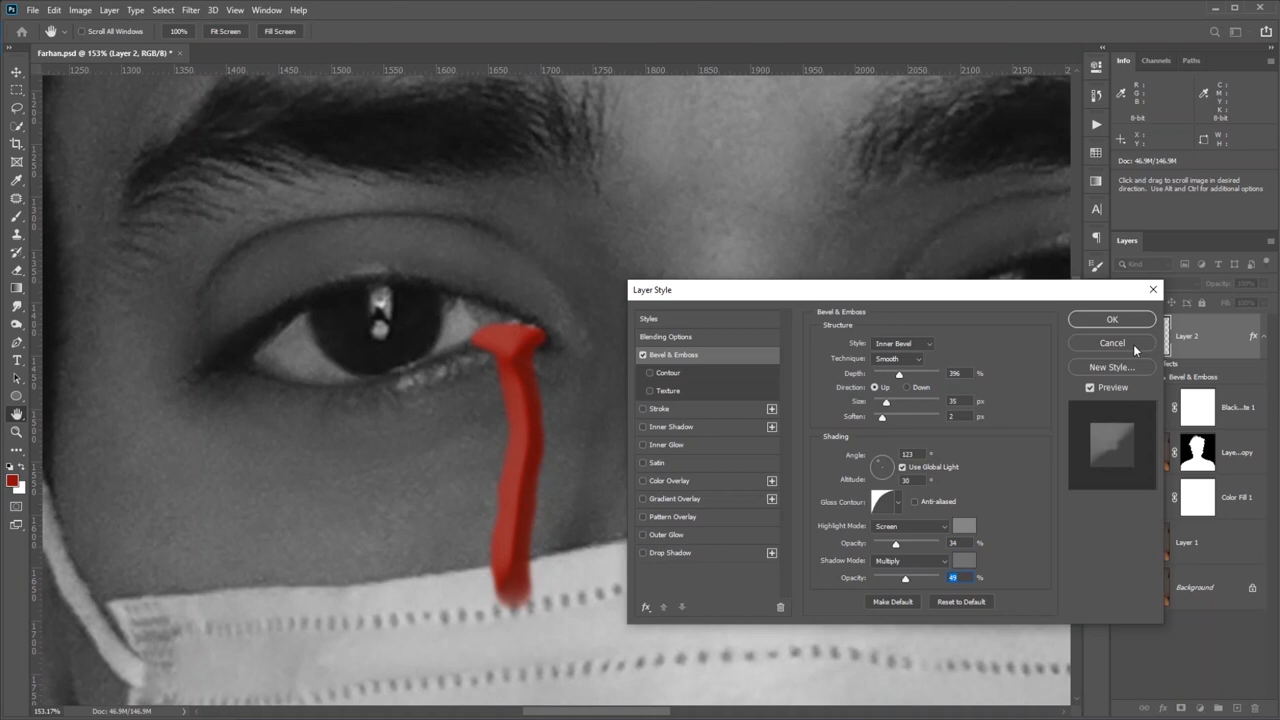 Ps File Edit Image Layer Type Select Filter 3D View Window Help
Scroll All Windows 100% Fit Screen Fill Screen
Farhan.psd @ 153% (Layer 2, RGB/8) * ×
1250 1300 1350 1400 1450 1500 1550 1600 1650 1700 1750 1800 1850 1900 1950 2000 2050 2100 2150
Info Channels Paths
R: C:
G: M:
B: Y:
K:
8-bit 8-bit
X: W:
Y: H:
Doc: 46.9M/146.9M
Click and drag to scroll image in desired
direction. Use Alt and Ctrl for additional options
Layers
Kind
Opacity: 100%
Fill: 100%
Layer 2 fx
Bevel & Emboss
Black...te 1
Laye...opy
Color Fill 1
Layer 1
Background
Layer Style
Styles
Blending Options
Bevel & Emboss
Contour
Texture
Stroke
Inner Shadow
Inner Glow
Satin
Color Overlay
Gradient Overlay
Pattern Overlay
Outer Glow
Drop Shadow
fx
Bevel & Emboss
Structure
Style: Inner Bevel
Technique: Smooth
Depth: 396 %
Direction: Up Down
Size: 35 px
Soften: 2 px
Shading
Angle: 123 °
Use Global Light
Altitude: 30 °
Gloss Contour: Anti-aliased
Highlight Mode: Screen
Opacity: 34 %
Shadow Mode: Multiply
Opacity: 49 %
Make Default Reset to Default
OK
Cancel
New Style...
Preview
153.17% Doc: 46.9M/146.9M